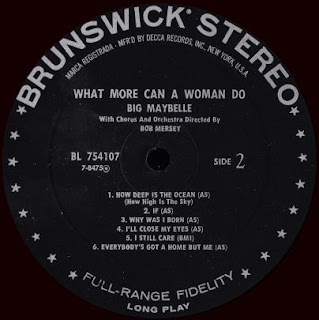 BRUNSWICK STEREO
MARCA REGISTRADA • MFR'D BY DECCA RECORDS, INC., NEW YORK, U.S.A.
WHAT MORE CAN A WOMAN DO
BIG MAYBELLE
With Chorus And Orchestra Directed By
BOB MERSEY
BL 754107
7-8475
SIDE 2
1. HOW DEEP IS THE OCEAN (AS)
(How High Is The Sky)
2. IF (AS)
3. WHY WAS I BORN (AS)
4. I'LL CLOSE MY EYES (AS)
5. I STILL CARE (BMI)
6. EVERYBODY'S GOT A HOME BUT ME (AS)
FULL-RANGE FIDELITY
LONG PLAY